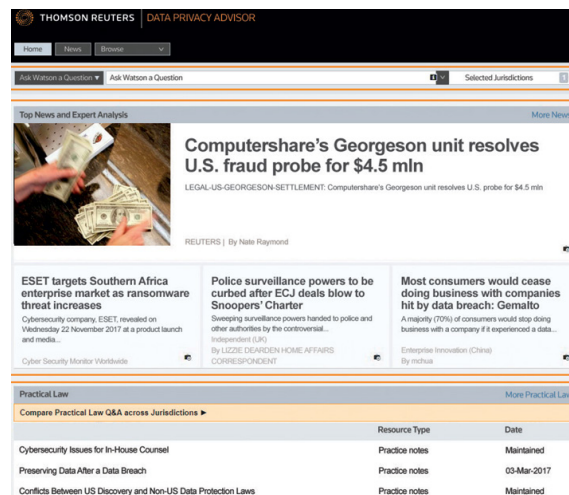 THOMSON REUTERS DATA PRIVACY ADVISOR
Home News Browse
Ask Watson a Question ▼ Ask Watson a Question Selected Jurisdictions 1
Top News and Expert Analysis More News
Computershare's Georgeson unit resolves
U.S. fraud probe for $4.5 mln
LEGAL-US-GEORGESON-SETTLEMENT: Computershare's Georgeson unit resolves U.S. probe for $4.5 mln
REUTERS | By Nate Raymond
ESET targets Southern Africa
enterprise market as ransomware
threat increases
Cybersecurity company, ESET, revealed on
Wednesday 22 November 2017 at a product launch
and media...
Cyber Security Monitor Worldwide
Police surveillance powers to be
curbed after ECJ deals blow to
Snoopers' Charter
Sweeping surveillance powers handed to police and
other authorities by the controversial...
Independent (UK)
By LIZZIE DEARDEN HOME AFFAIRS
CORRESPONDENT
Most consumers would cease
doing business with companies
hit by data breach: Gemalto
A majority (70%) of consumers would stop doing
business with a company if it experienced a data...
Enterprise Innovation (China)
By mchua
Practical Law More Practical Law
Compare Practical Law Q&A across Jurisdictions ►
Resource Type Date
Cybersecurity Issues for In-House Counsel Practice notes Maintained
Preserving Data After a Data Breach Practice notes 03-Mar-2017
Conflicts Between US Discovery and Non-US Data Protection Laws Practice notes Maintained